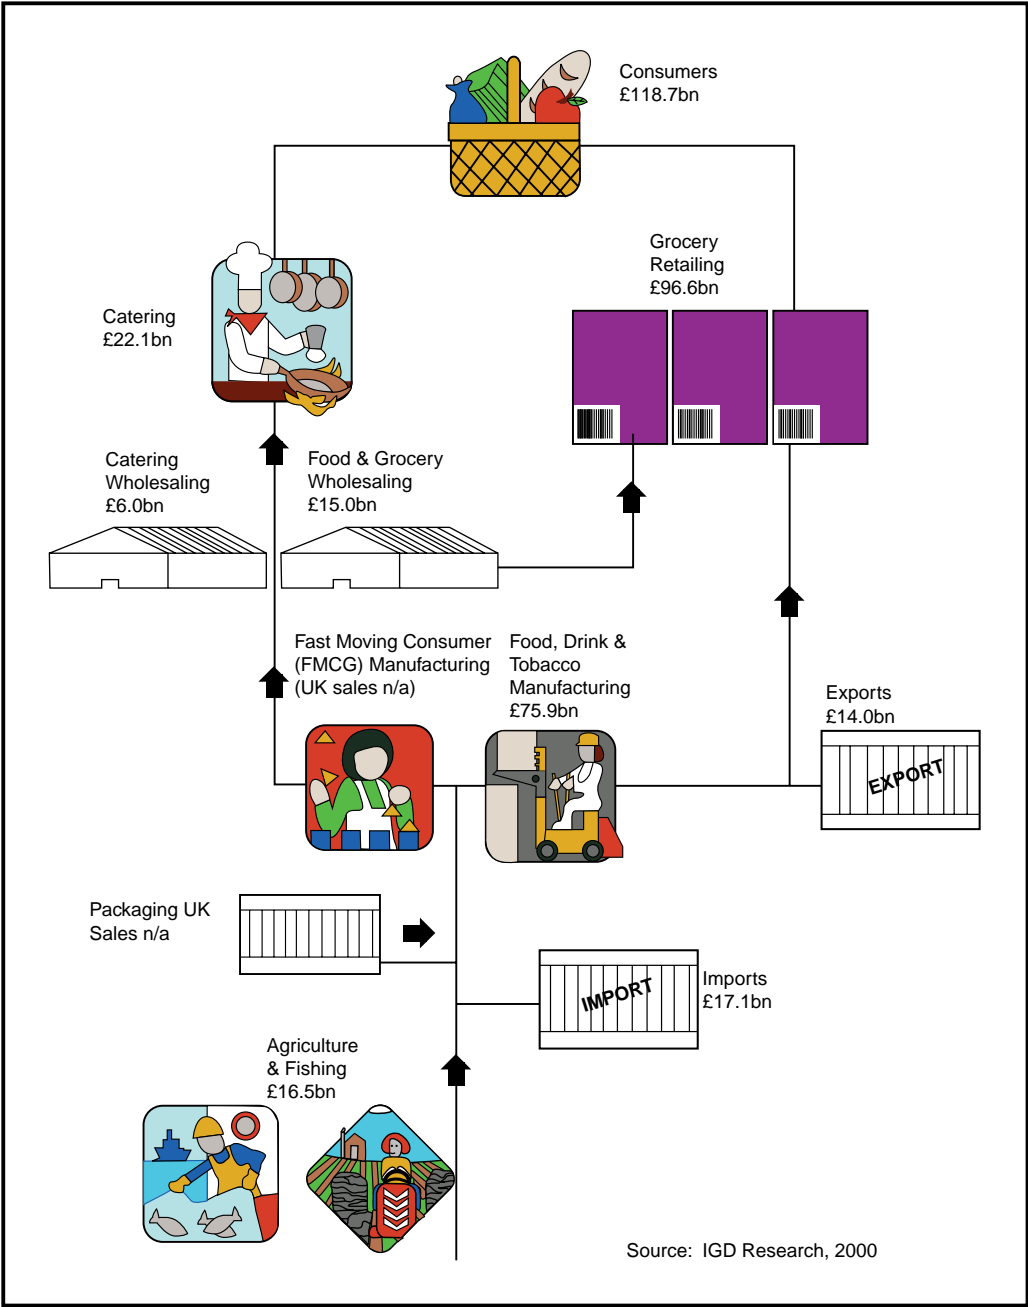 Consumers
£118.7bn
Grocery
Retailing
£96.6bn
Catering
£22.1bn
Catering
Wholesaling
£6.0bn
Food & Grocery
Wholesaling
£15.0bn
Fast Moving Consumer
(FMCG) Manufacturing
(UK sales n/a)
Food, Drink &
Tobacco
Manufacturing
£75.9bn
Exports
£14.0bn
EXPORT
Packaging UK
Sales n/a
IMPORT
Imports
£17.1bn
Agriculture
& Fishing
£16.5bn
Source: IGD Research, 2000